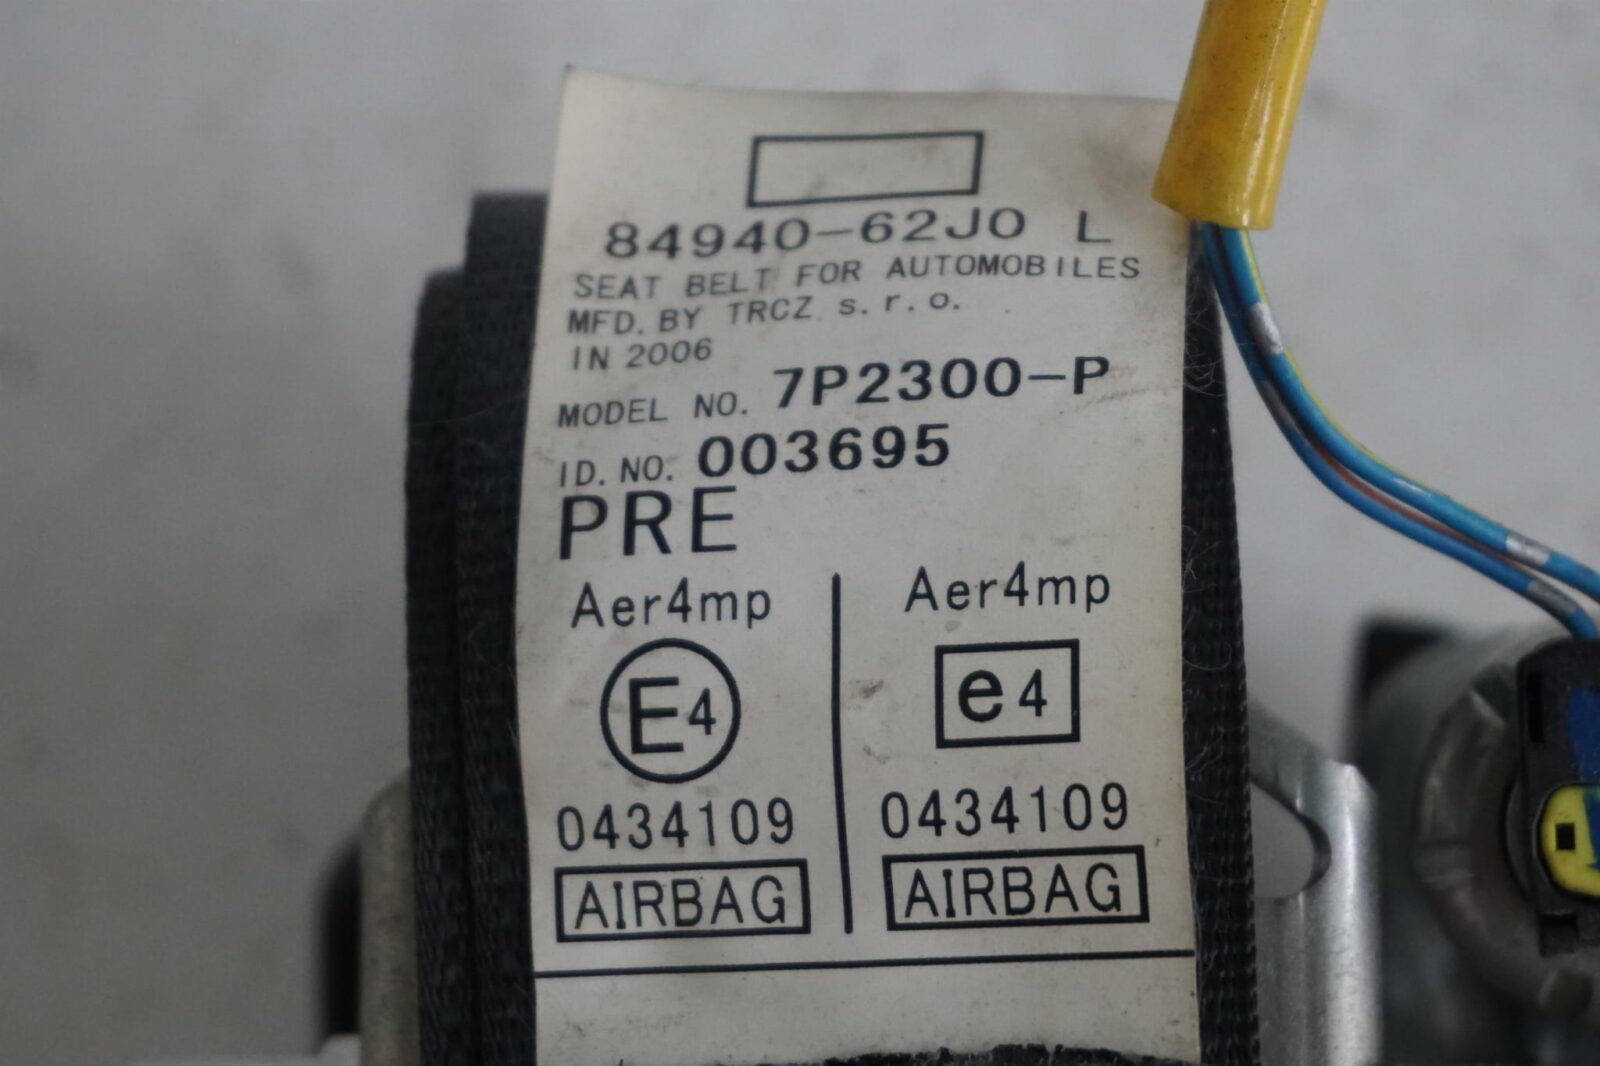 84940-62J0 L
SEAT BELT FOR AUTOMOBILES
MFD. BY TRCZ s. r. o.
IN 2006
MODEL NO. 7P2300-P
ID. NO. 003695
PRE
Aer4mp Aer4mp
E4 e4
0434109 0434109
AIRBAG AIRBAG